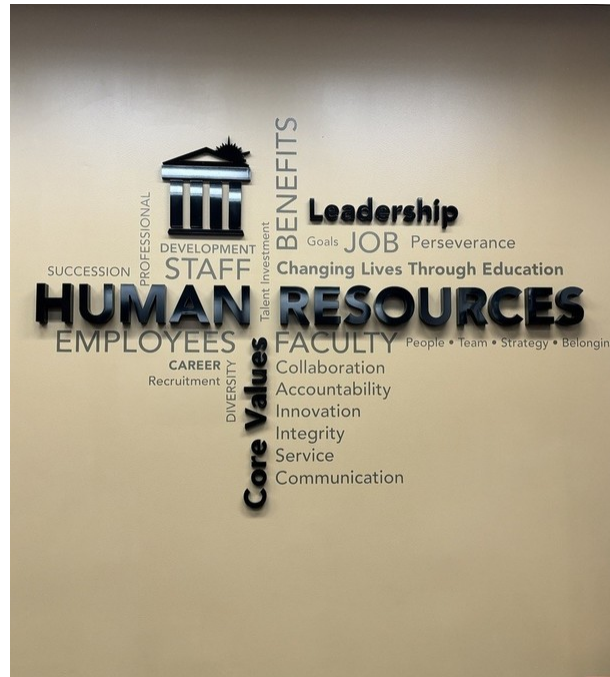 BENEFITS
Leadership
PROFESSIONAL
Goals JOB Perseverance
DEVELOPMENT
Talent Investment
SUCCESSION
STAFF
Changing Lives Through Education
HUMAN RESOURCES
EMPLOYEES
FACULTY
People • Team • Strategy • Belongin
Core Values
CAREER
Recruitment
DIVERSITY
Collaboration
Accountability
Innovation
Integrity
Service
Communication